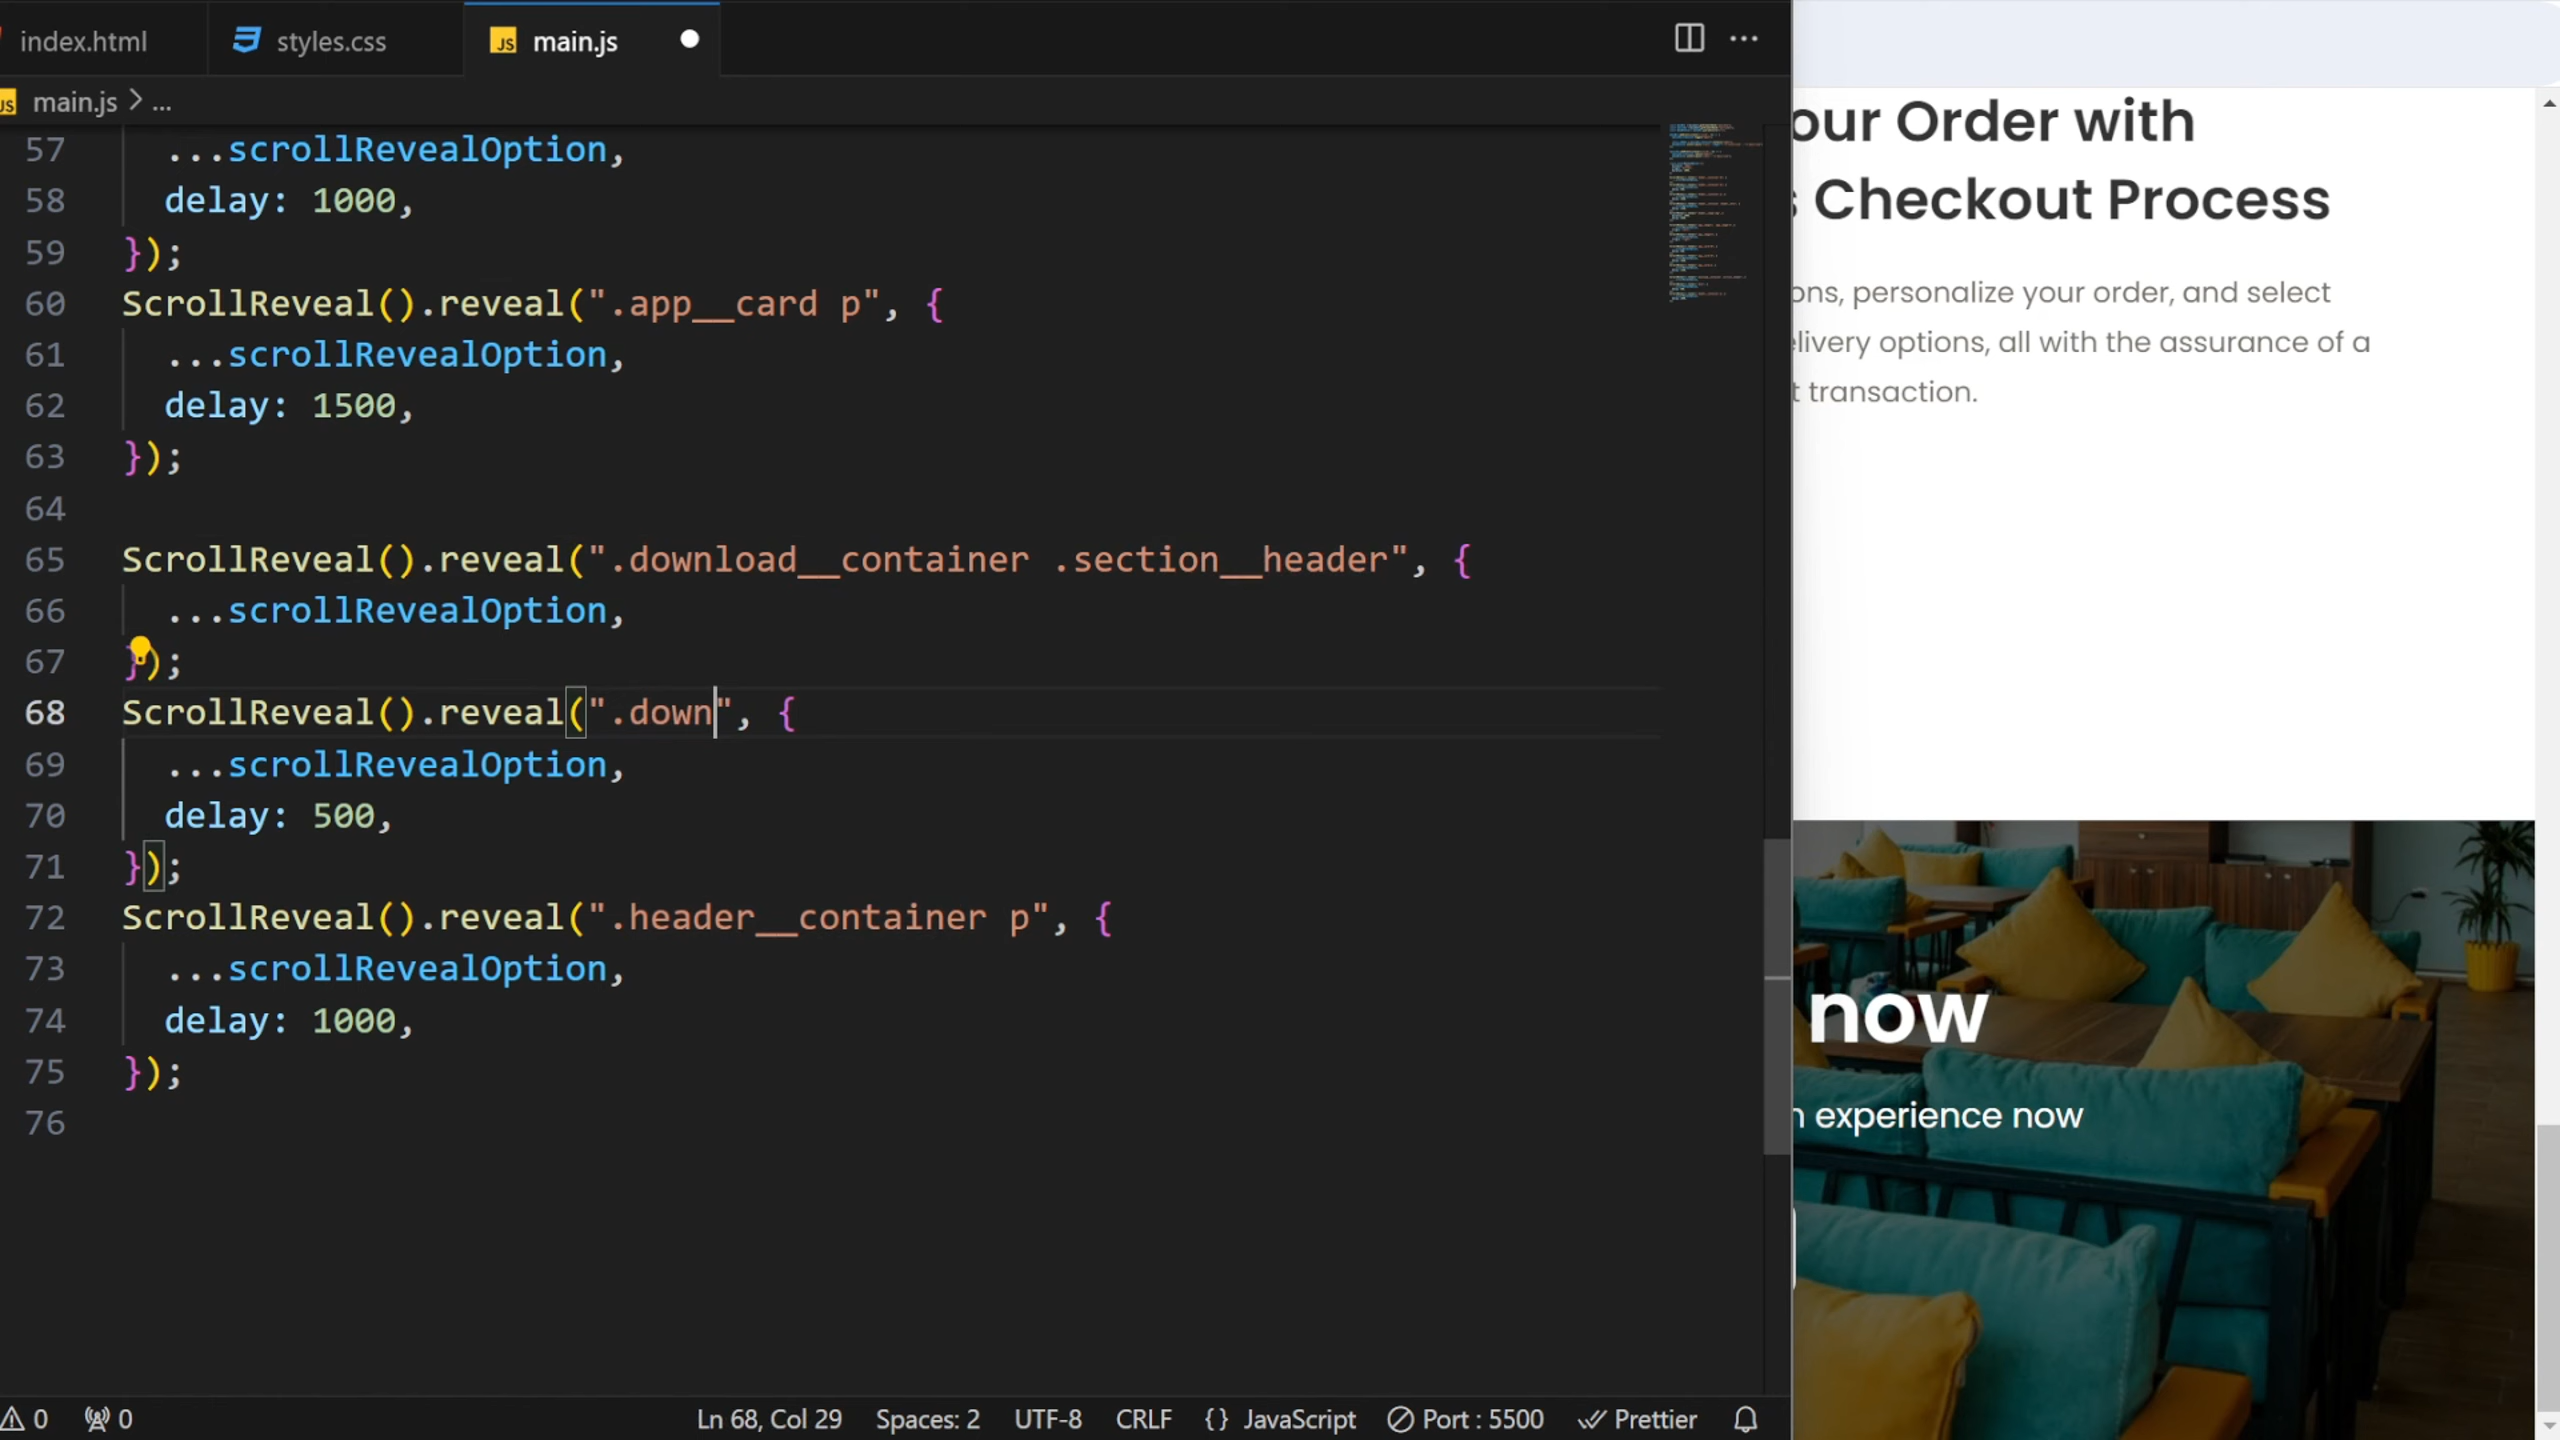 index.html
styles.css
main.js
main.js > ...
57 ...scrollRevealOption,
58 delay: 1000,
59 });
60 ScrollReveal().reveal(".app__card p", {
61 ...scrollRevealOption,
62 delay: 1500,
63 });
64
65 ScrollReveal().reveal(".download__container .section__header", {
66 ...scrollRevealOption,
67 });
68 ScrollReveal().reveal(".down", {
69 ...scrollRevealOption,
70 delay: 500,
71 });
72 ScrollReveal().reveal(".header__container p", {
73 ...scrollRevealOption,
74 delay: 1000,
75 });
76
0 0 Ln 68, Col 29 Spaces: 2 UTF-8 CRLF {} JavaScript Port : 5500 Prettier
our Order with
s Checkout Process
ons, personalize your order, and select
livery options, all with the assurance of a
t transaction.
now
n experience now